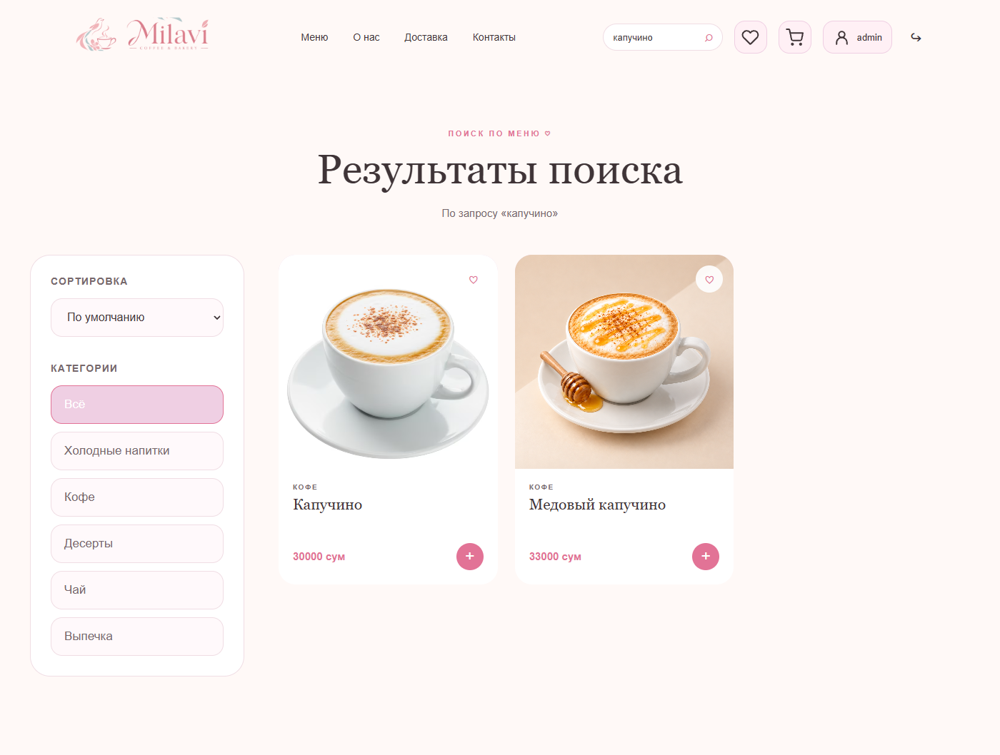 Milavi
COFFEE & BAKERY
Меню
О нас
Доставка
Контакты
капучино
admin
ПОИСК ПО МЕНЮ
Результаты поиска
По запросу «капучино»
СОРТИРОВКА
По умолчанию
КАТЕГОРИИ
Всё
Холодные напитки
Кофе
Десерты
Чай
Выпечка
КОФЕ
Капучино
30000 сум
+
КОФЕ
Медовый капучино
33000 сум
+